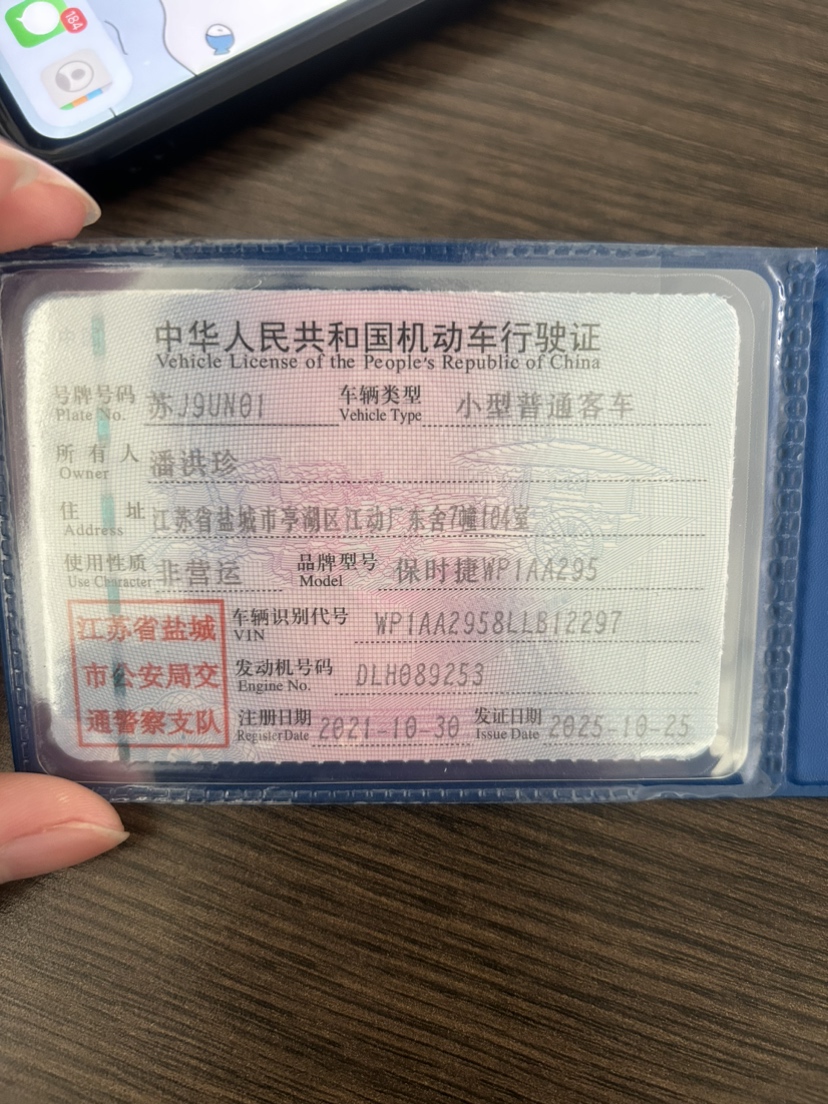 184
中华人民共和国机动车行驶证
Vehicle License of the People's Republic of China
号牌号码 苏J9UN01 车辆类型 小型普通客车
Plate No. Vehicle Type
所有人 潘洪珍
Owner
住址 江苏省盐城市亭湖区江动厂东舍7幢104室
Address
使用性质 非营运 品牌型号 保时捷WP1AA295
Use Character Model
江苏省盐城 车辆识别代号 WP1AA2958LLB12297
VIN
市公安局交 发动机号码 DLH089253
Engine No.
通警察支队 注册日期 2021-10-30 发证日期 2025-10-25
Register Date Issue Date